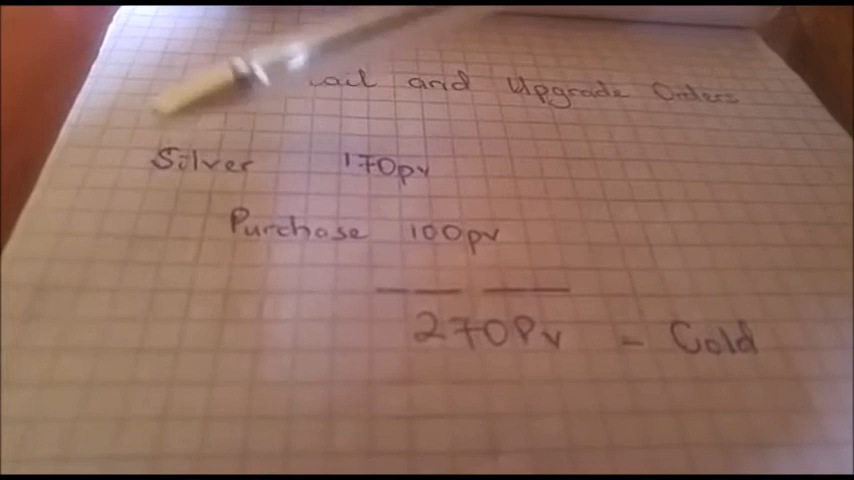 and Upgrade Orders
Silver 170pv
Purchase 100pv
270Pv - Gold